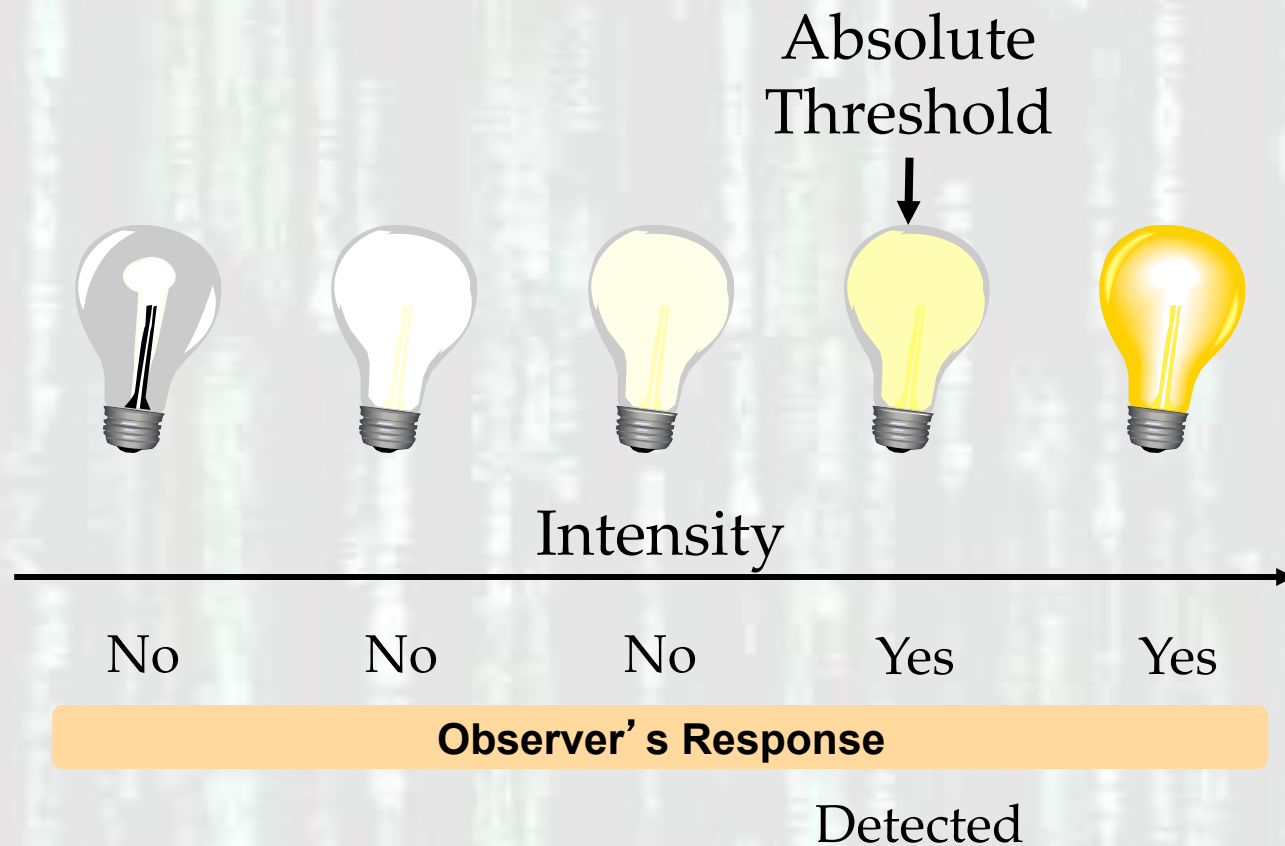 Absolute
Threshold
Intensity
No No No Yes Yes
Observer’s Response
Detected